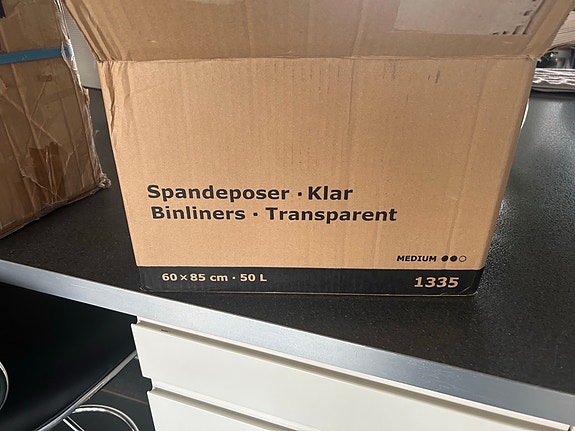 Spandeposer · Klar
Binliners · Transparent
MEDIUM ●●○
60 x 85 cm · 50 L
1335